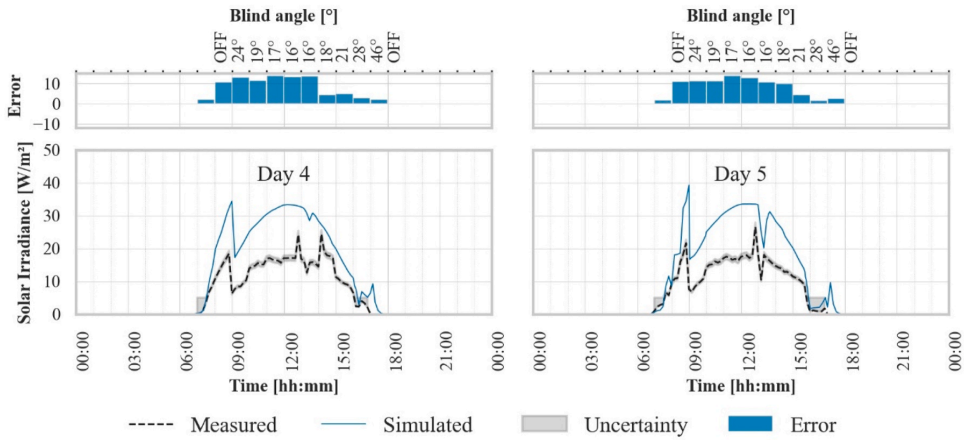 Blind angle [°]
Blind angle [°]
OFF 24° 19° 17° 16° 16° 18° 21 28° 46° OFF
OFF 24° 19° 17° 16° 16° 18° 21 28° 46° OFF
Error
10
0
−10
Solar Irradiance [W/m²]
50
40
30
20
10
0
Day 4
Day 5
00:00 03:00 06:00 09:00 12:00 15:00 18:00 21:00 00:00
00:00 03:00 06:00 09:00 12:00 15:00 18:00 21:00 00:00
Time [hh:mm]
Time [hh:mm]
Measured Simulated Uncertainty Error